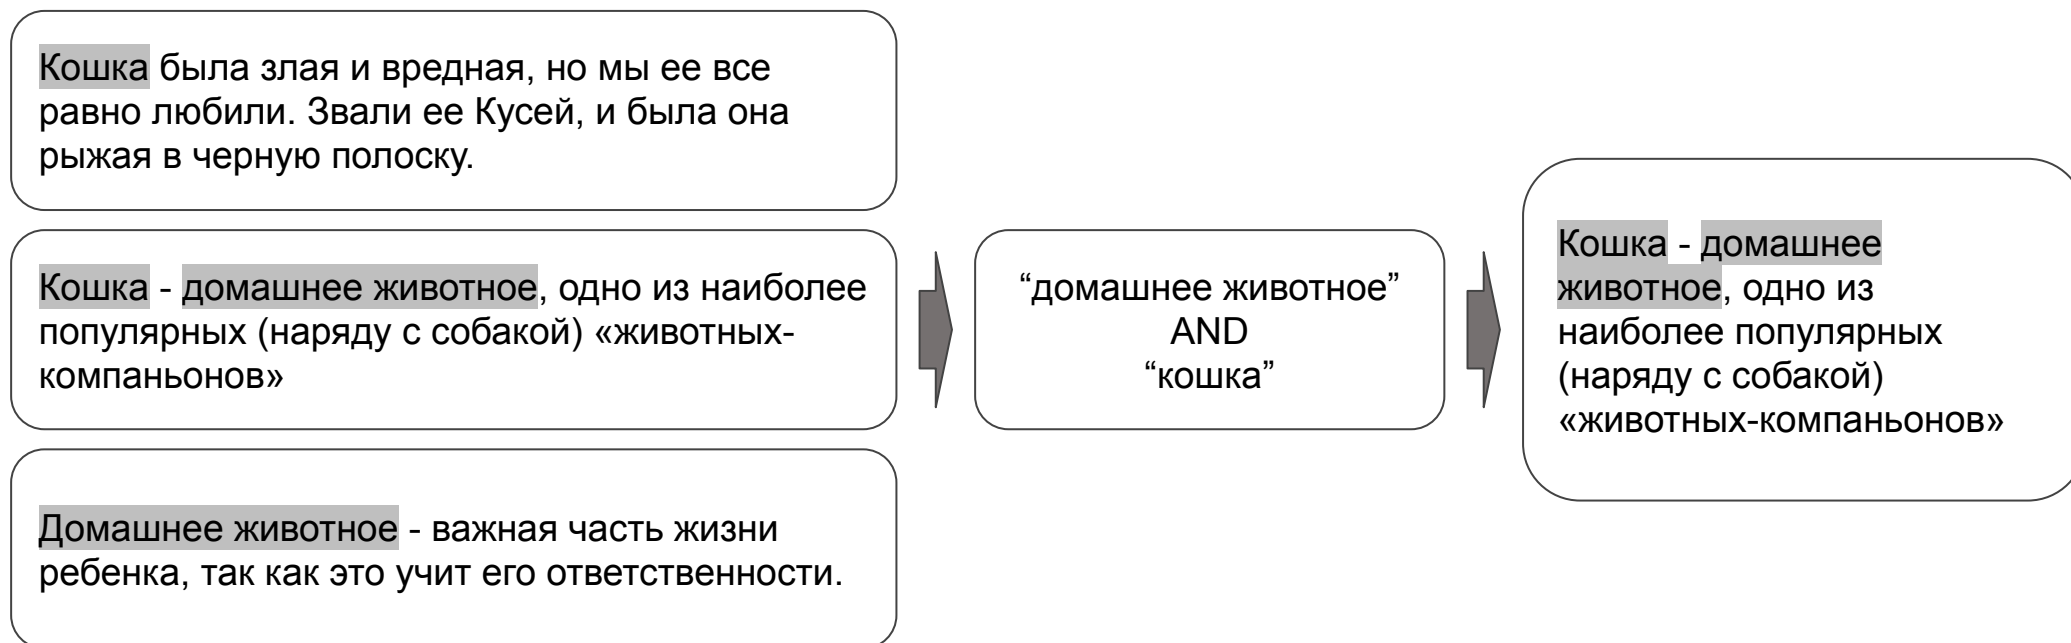 Кошка была злая и вредная, но мы ее все
равно любили. Звали ее Кусей, и была она
рыжая в черную полоску.
Кошка - домашнее животное, одно из наиболее
популярных (наряду с собакой) «животных-
компаньонов»
Домашнее животное - важная часть жизни
ребенка, так как это учит его ответственности.
“домашнее животное”
AND
“кошка”
Кошка - домашнее
животное, одно из
наиболее популярных
(наряду с собакой)
«животных-компаньонов»